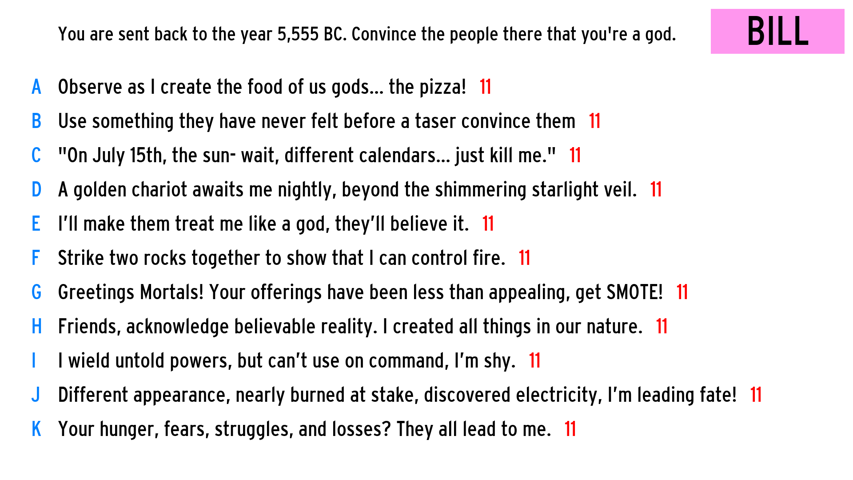 You are sent back to the year 5,555 BC. Convince the people there that you're a god.
BILL
A Observe as I create the food of us gods... the pizza! 11
B Use something they have never felt before a taser convince them 11
C "On July 15th, the sun- wait, different calendars... just kill me." 11
D A golden chariot awaits me nightly, beyond the shimmering starlight veil. 11
E I’ll make them treat me like a god, they’ll believe it. 11
F Strike two rocks together to show that I can control fire. 11
G Greetings Mortals! Your offerings have been less than appealing, get SMOTE! 11
H Friends, acknowledge believable reality. I created all things in our nature. 11
I I wield untold powers, but can’t use on command, I’m shy. 11
J Different appearance, nearly burned at stake, discovered electricity, I’m leading fate! 11
K Your hunger, fears, struggles, and losses? They all lead to me. 11